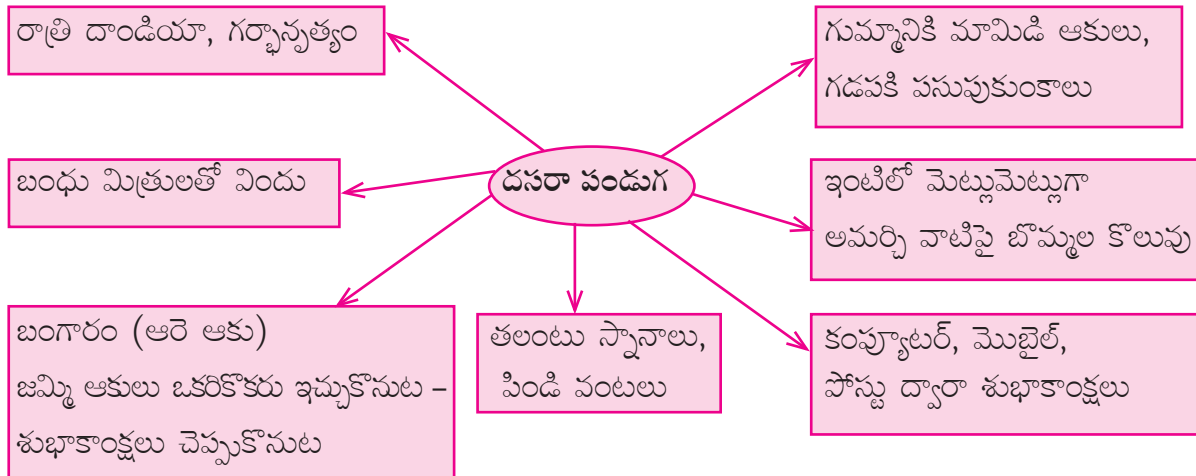 రాత్రి దాండియా, గర్భానృత్యం
గుమ్మానికి మామిడి ఆకులు,
గడపకి పసుపుకుంకాలు
బంధు మిత్రులతో విందు
దసరా పండుగ
ఇంటిలో మెట్లుమెట్లుగా
అమర్చి వాటిపై బొమ్మల కొలువు
బంగారం (ఆరె ఆకు)
జమ్మి ఆకులు ఒకరికొకరు ఇచ్చుకొనుట –
శుభాకాంక్షలు చెప్పుకొనుట
తలంటు స్నానాలు,
పిండి వంటలు
కంప్యూటర్, మొబైల్,
పోస్టు ద్వారా శుభాకాంక్షలు